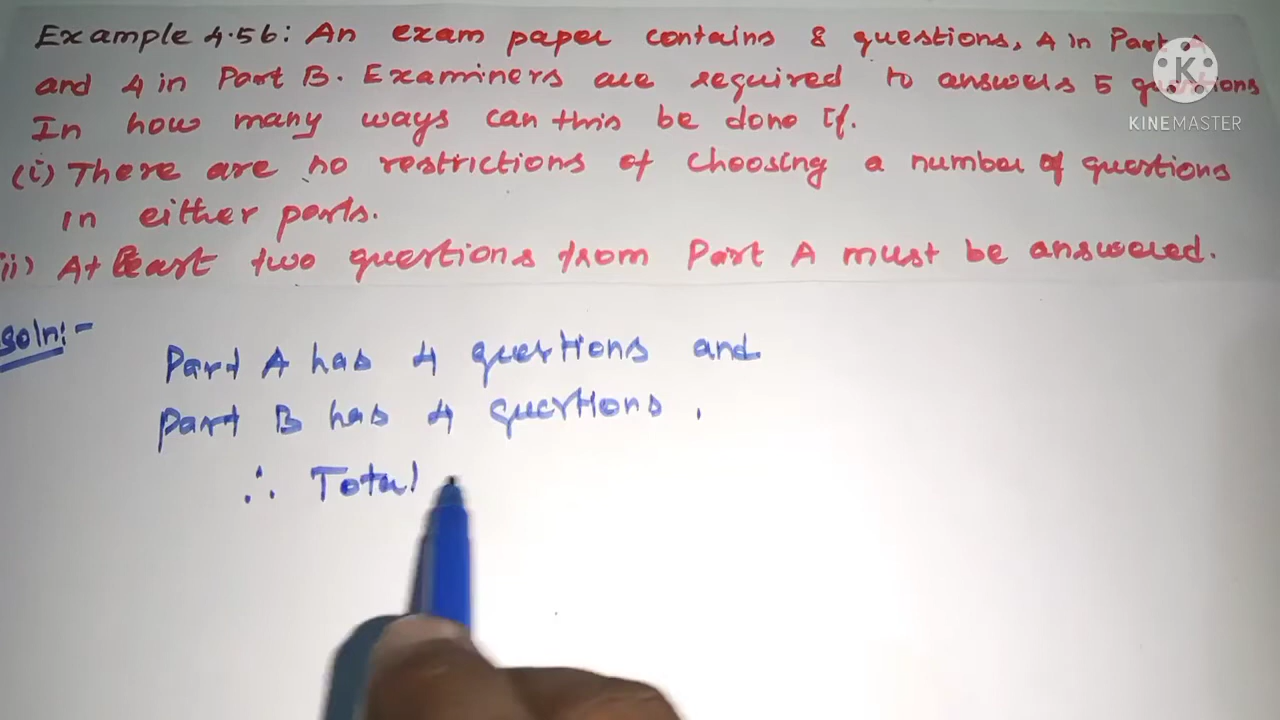 Example 4.56: An exam paper contains 8 questions, 4 in Part
and 4 in Part B. Examiners are required to answers 5 questions
In how many ways can this be done If.
(i) There are no restrictions of choosing a number of questions
in either parts.
ii) At least two questions from Part A must be answered.
Soln:-
Part A has 4 questions and
Part B has 4 questions.
∴ Total
K
KINEMASTER